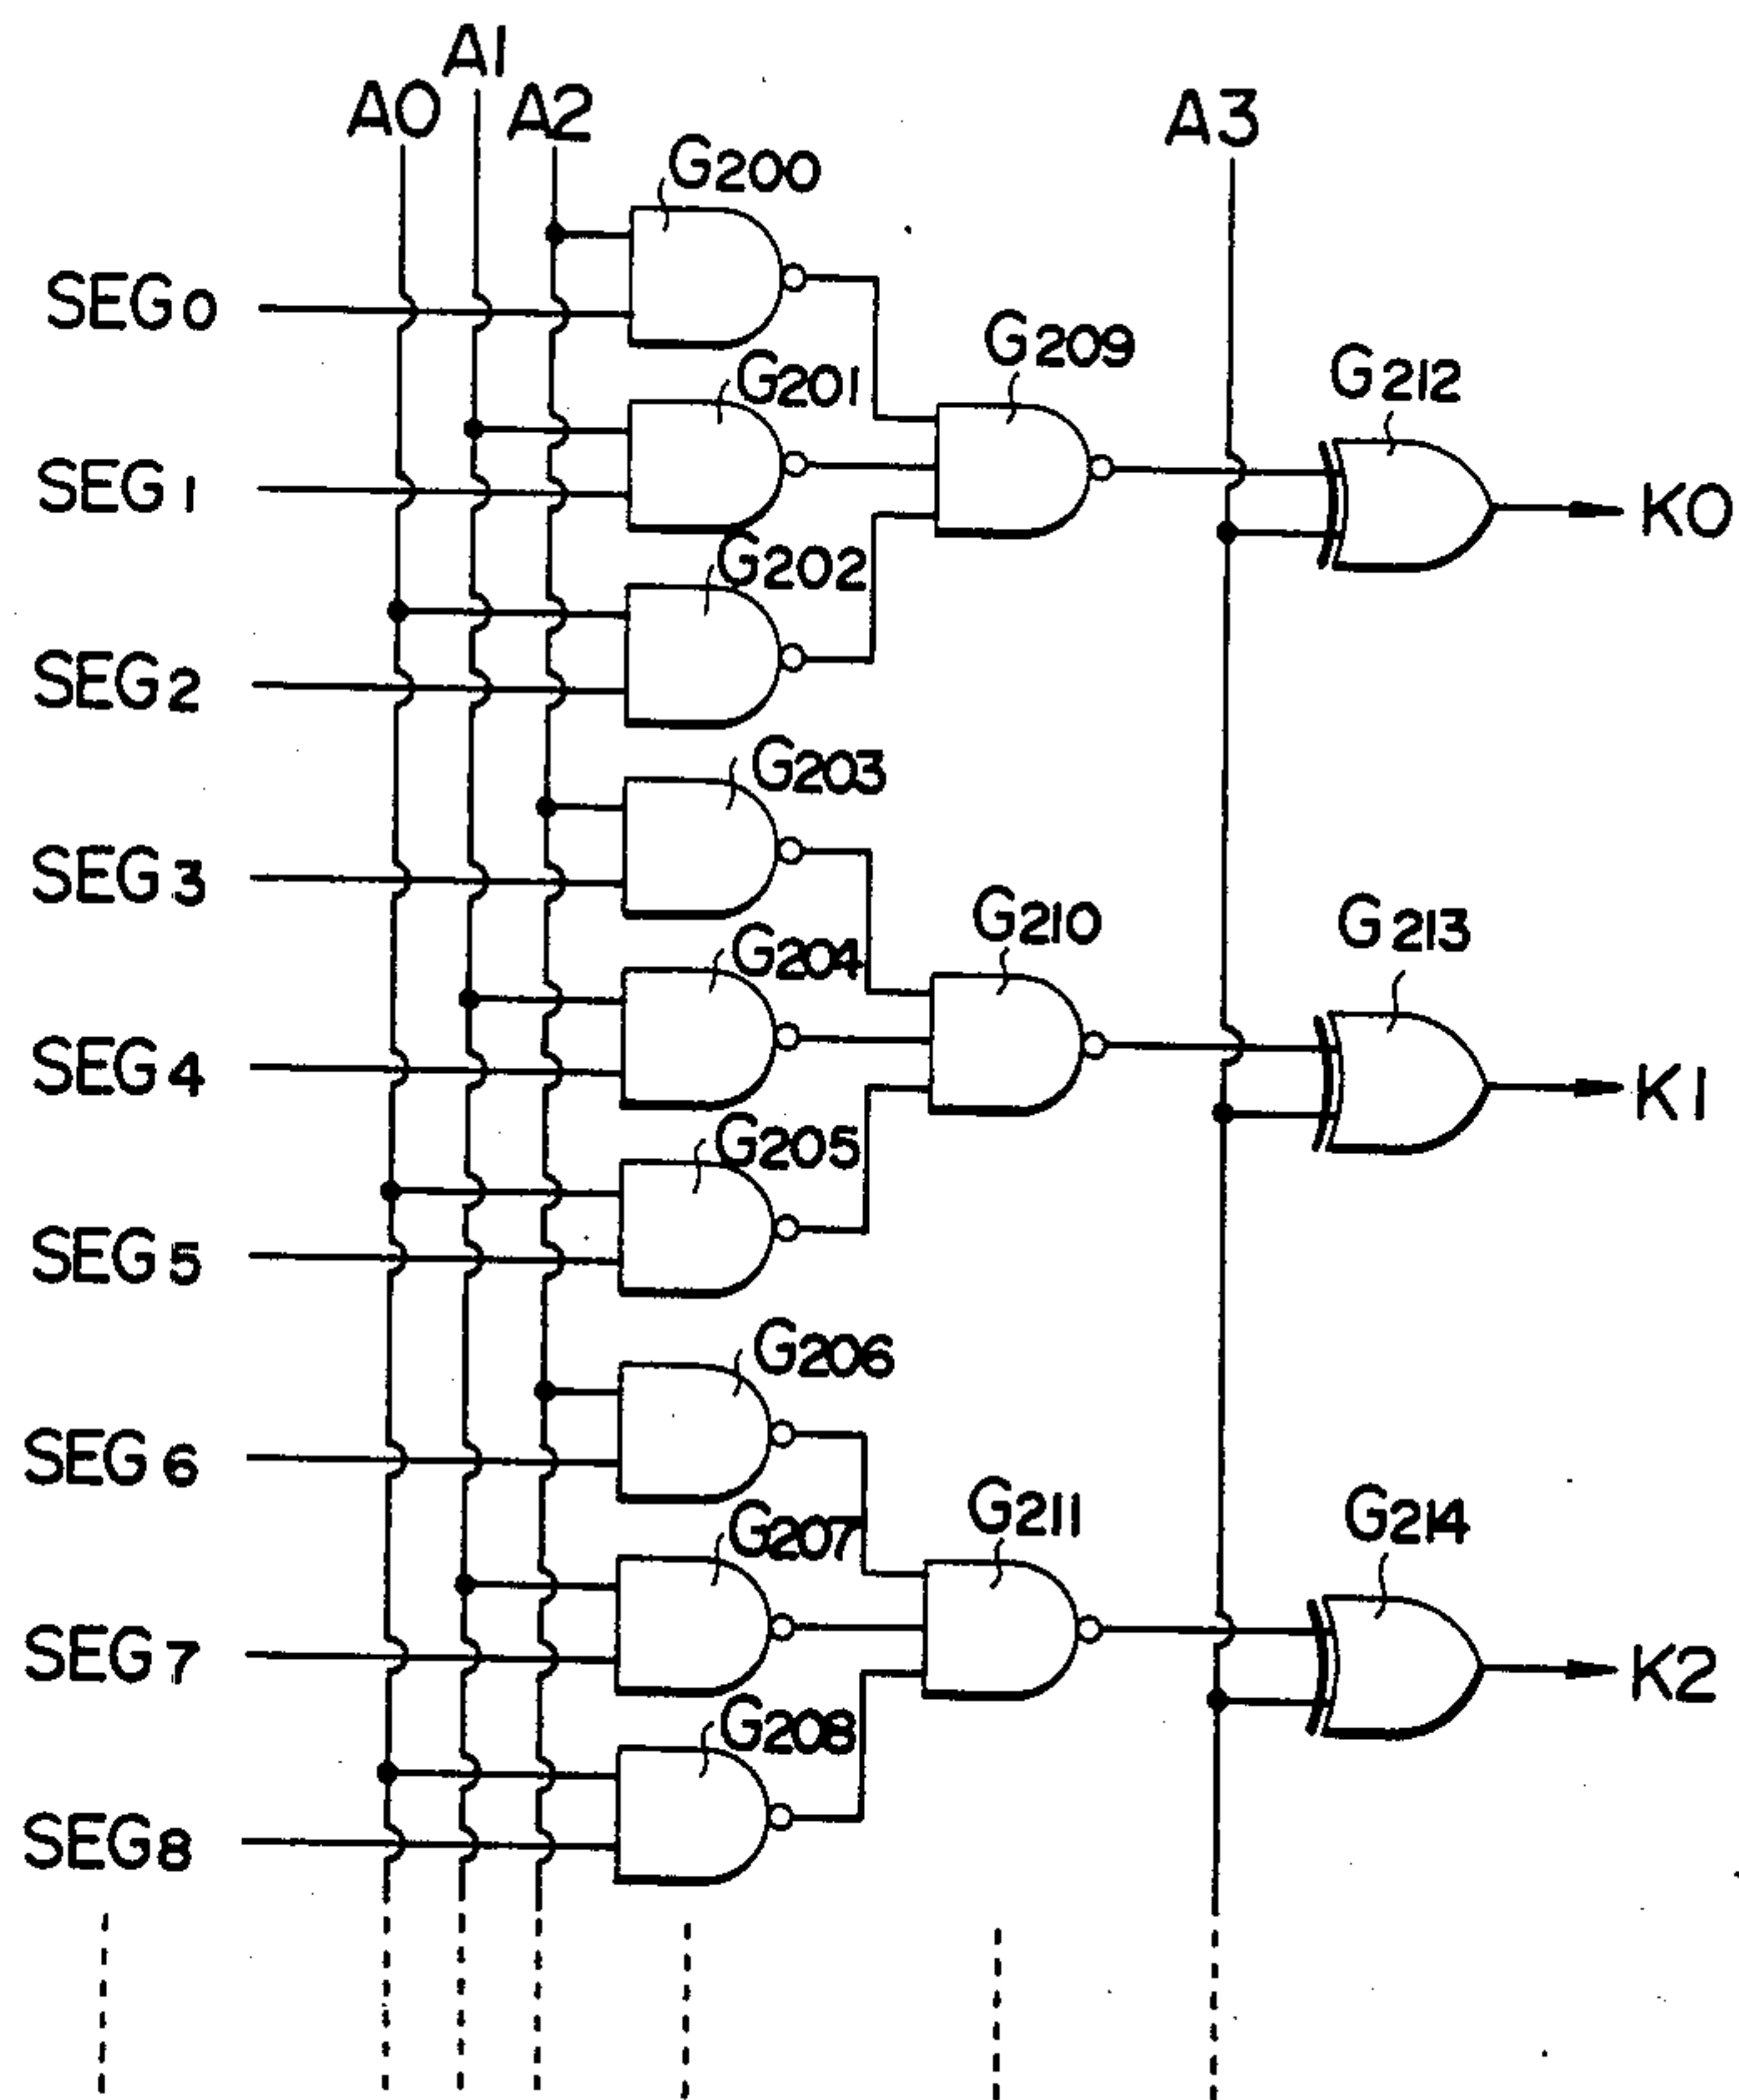 A0 A1 A2 A3
G200
SEG0
G209
G212
G201
SEG1
K0
G202
SEG2
G203
SEG3
G210
G213
G204
SEG4
K1
G205
SEG5
G206
SEG6
G211
G214
G207
SEG7
K2
G208
SEG8